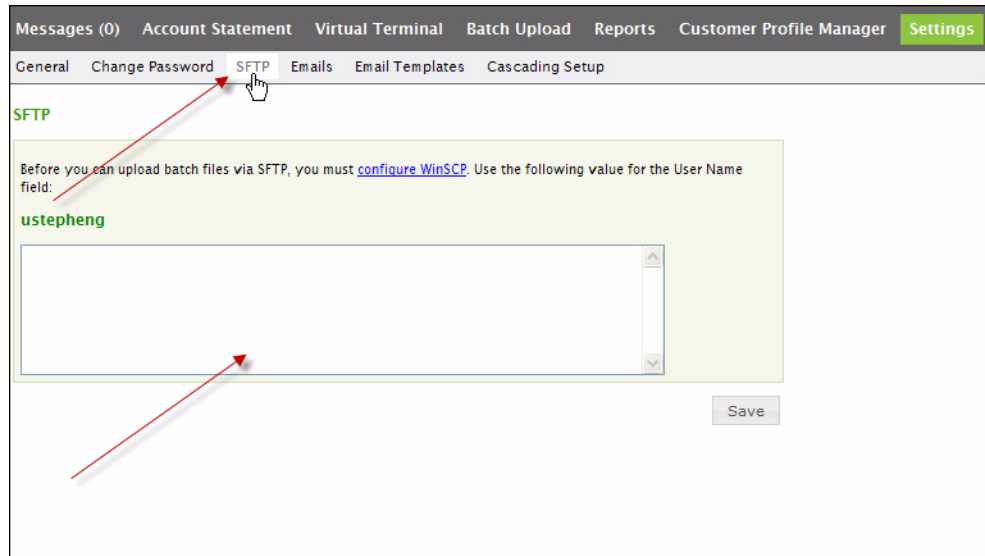 Messages (0) Account Statement Virtual Terminal Batch Upload Reports Customer Profile Manager Settings
General Change Password SFTP Emails Email Templates Cascading Setup
SFTP
Before you can upload batch files via SFTP, you must configure WinSCP. Use the following value for the User Name
field:
ustepheng
Save